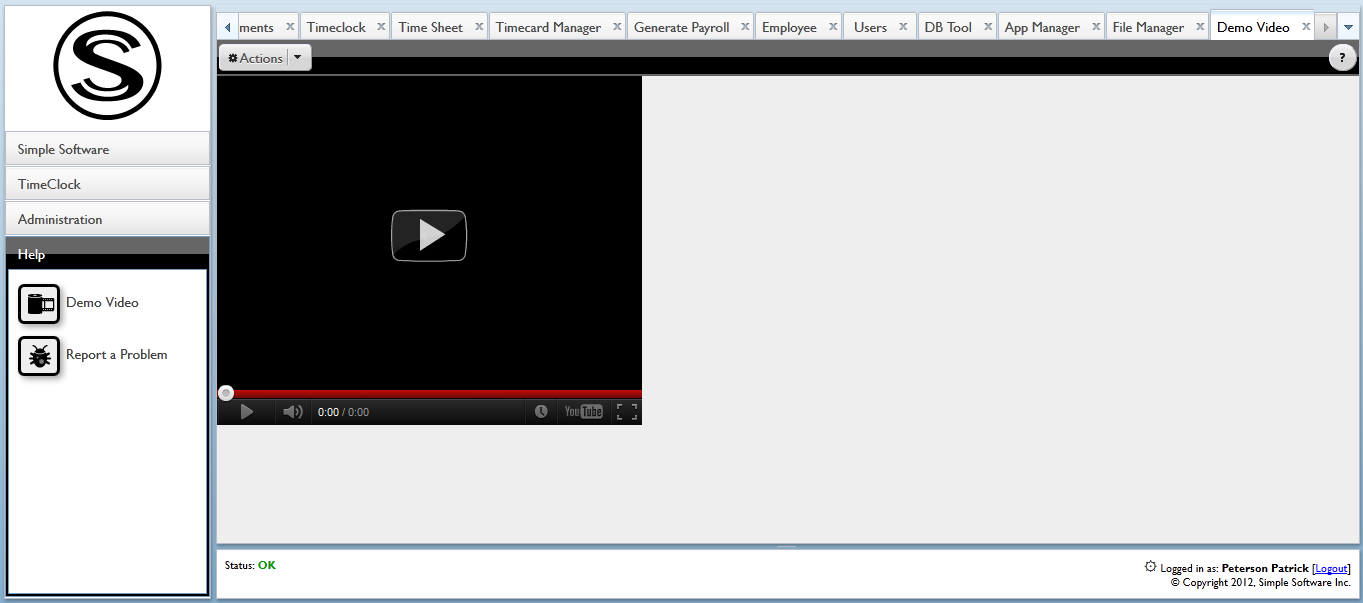 S
ments Timeclock Time Sheet Timecard Manager Generate Payroll Employee Users DB Tool App Manager File Manager Demo Video
Actions ?
Simple Software
TimeClock
Administration
Help
Demo Video
Report a Problem
0:00 / 0:00 YouTube
Status: OK
Logged in as: Peterson Patrick [Logout]
© Copyright 2012, Simple Software Inc.